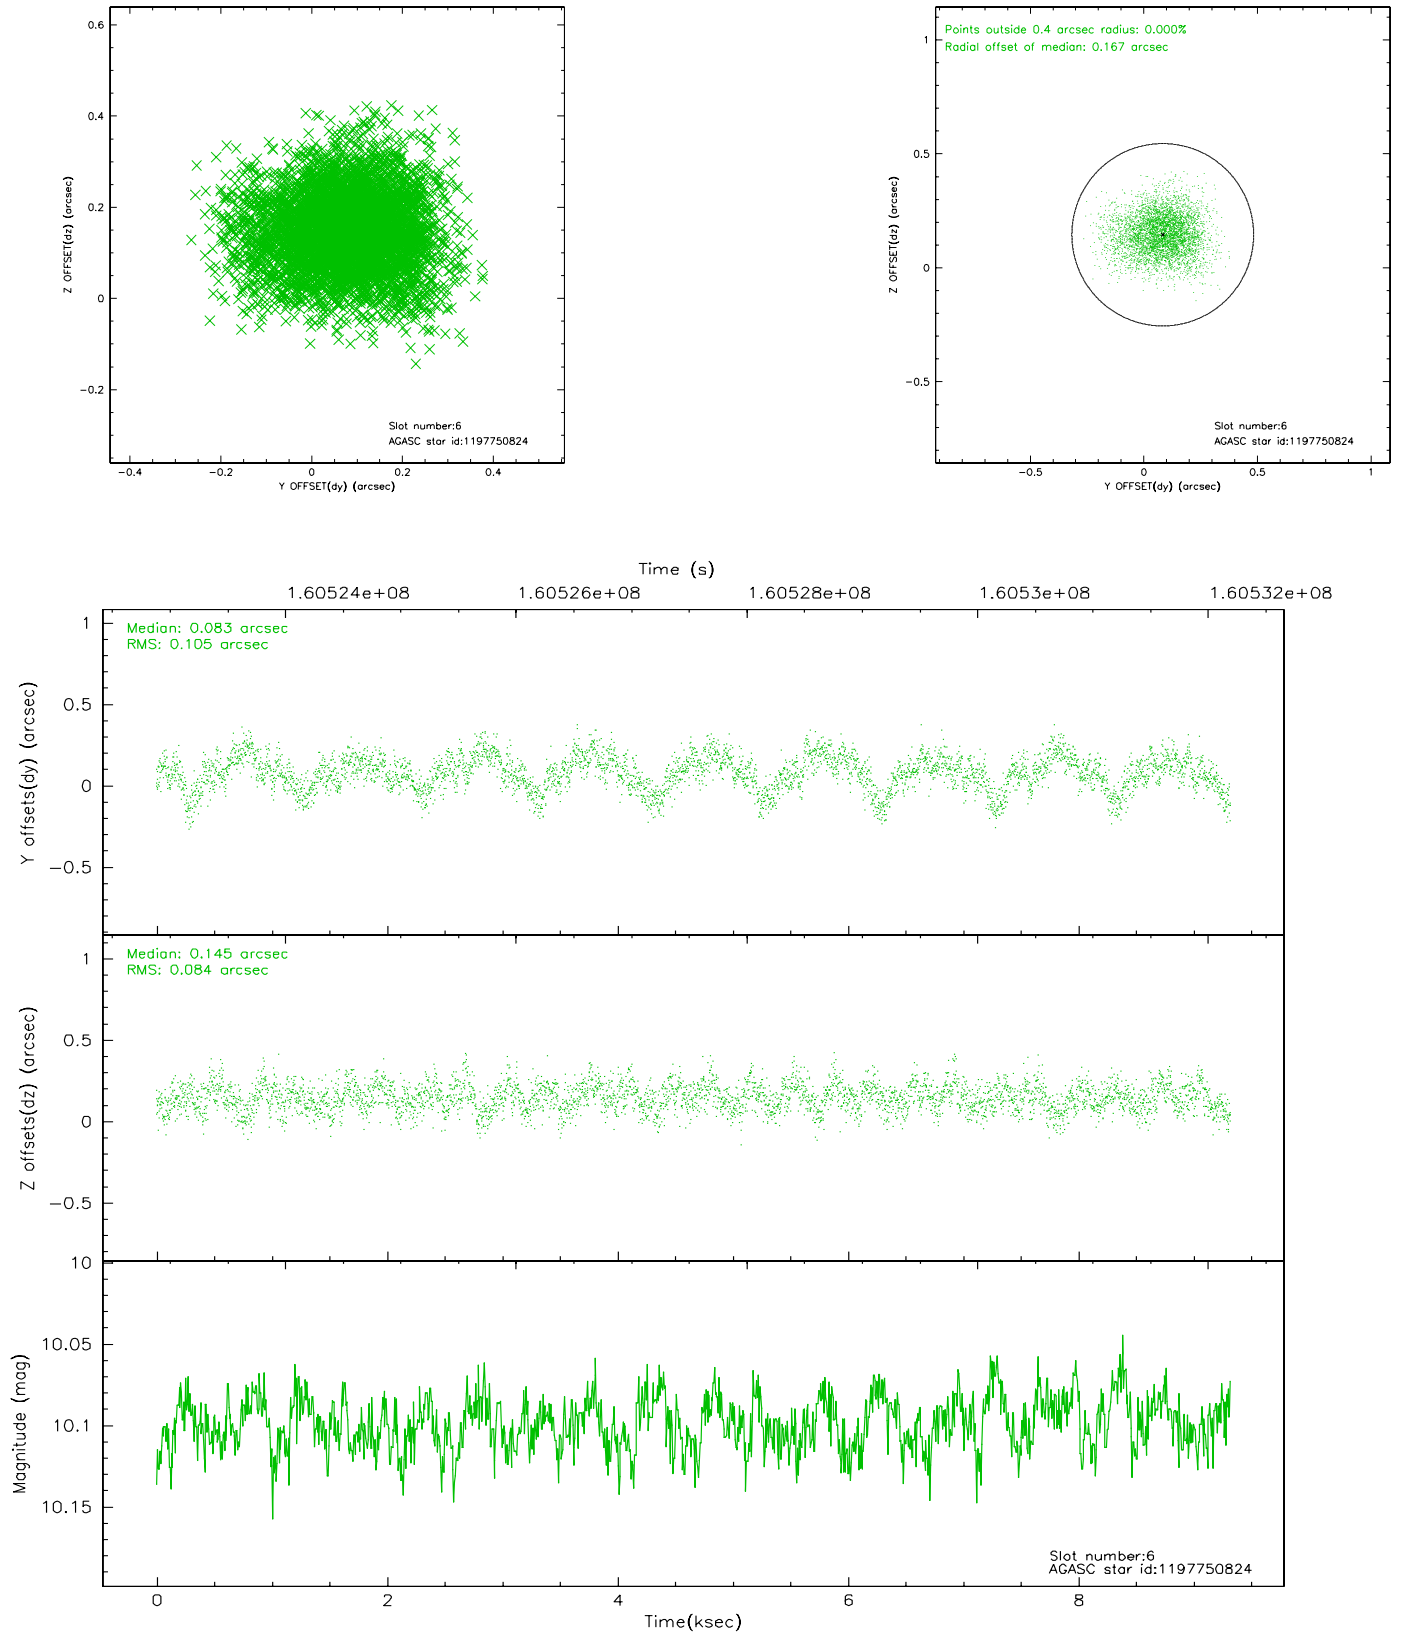 0.6
0.4
0.2
0
−0.2
Z OFFSET(dz) (arcsec)
Slot number:6
AGASC star id:1197750824
−0.4 −0.2 0 0.2 0.4
Y OFFSET(dy) (arcsec)
Points outside 0.4 arcsec radius: 0.000%
Radial offset of median: 0.167 arcsec
1
0.5
0
−0.5
Z OFFSET(dz) (arcsec)
Slot number:6
AGASC star id:1197750824
−0.5 0 0.5 1
Y OFFSET(dy) (arcsec)
Time (s)
1.60524e+08 1.60526e+08 1.60528e+08 1.6053e+08 1.60532e+08
Median: 0.083 arcsec
RMS: 0.105 arcsec
1
0.5
0
−0.5
Y offsets(dy) (arcsec)
Median: 0.145 arcsec
RMS: 0.084 arcsec
1
0.5
0
−0.5
Z offsets(dz) (arcsec)
10
10.05
10.1
10.15
Magnitude (mag)
Slot number:6
AGASC star id:1197750824
0 2 4 6 8
Time(ksec)